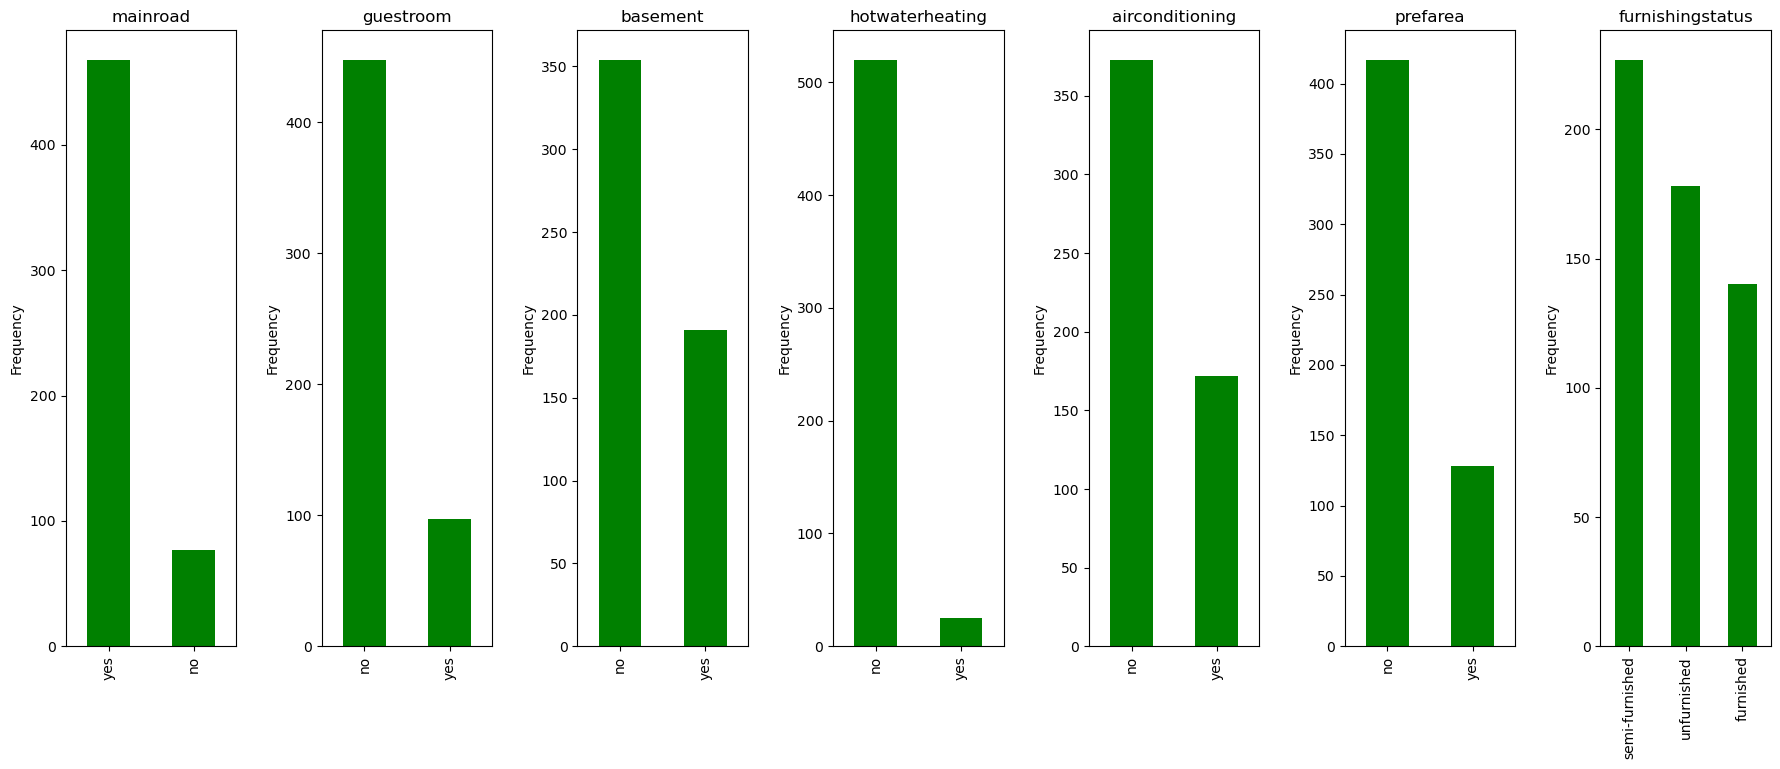 mainroad
guestroom
basement
hotwaterheating
airconditioning
prefarea
furnishingstatus
Frequency
400
300
200
100
0
yes
no
Frequency
400
300
200
100
0
no
yes
Frequency
350
300
250
200
150
100
50
0
no
yes
Frequency
500
400
300
200
100
0
no
yes
Frequency
350
300
250
200
150
100
50
0
no
yes
Frequency
400
350
300
250
200
150
100
50
0
no
yes
Frequency
200
150
100
50
0
semi-furnished
unfurnished
furnished